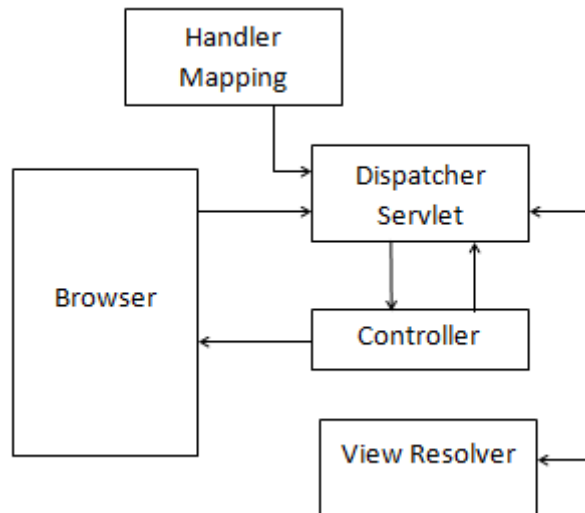 Handler
Mapping
Dispatcher
Servlet
Browser
Controller
View Resolver